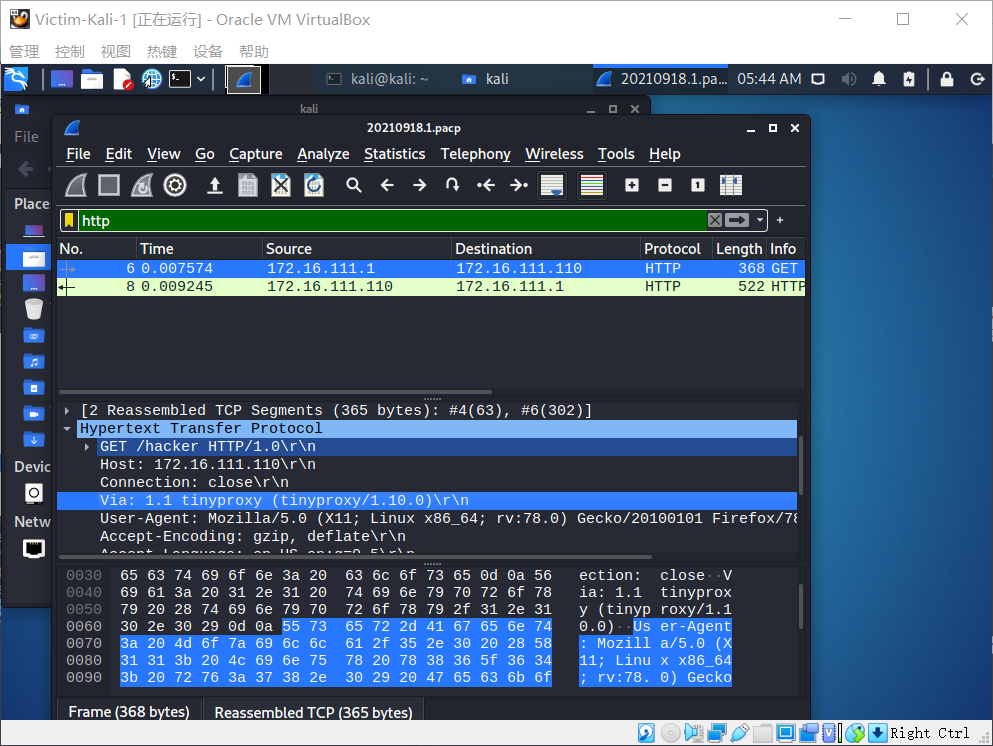 Victim-Kali-1 [正在运行] - Oracle VM VirtualBox
管理 控制 视图 热键 设备 帮助
kali@kali: ~ kali 20210918.1.pa... 05:44 AM
kali
File
20210918.1.pacp
File Edit View Go Capture Analyze Statistics Telephony Wireless Tools Help
Place
http
No. Time Source Destination Protocol Length Info
6 0.007574 172.16.111.1 172.16.111.110 HTTP 368 GET
8 0.009245 172.16.111.110 172.16.111.1 HTTP 522 HTTP
[2 Reassembled TCP Segments (365 bytes): #4(63), #6(302)]
Hypertext Transfer Protocol
GET /hacker HTTP/1.0\r\n
Host: 172.16.111.110\r\n
Connection: close\r\n
Via: 1.1 tinyproxy (tinyproxy/1.10.0)\r\n
User-Agent: Mozilla/5.0 (X11; Linux x86_64; rv:78.0) Gecko/20100101 Firefox/78
Accept-Encoding: gzip, deflate\r\n
Accept-Language: en-US,en;q=0.5\r\n
Devic
Netw
0030 65 63 74 69 6f 6e 3a 20 63 6c 6f 73 65 0d 0a 56 ection: close··V
0040 69 61 3a 20 31 2e 31 20 74 69 6e 79 70 72 6f 78 ia: 1.1 tinyprox
0050 79 20 28 74 69 6e 79 70 72 6f 78 79 2f 31 2e 31 y (tinyp roxy/1.1
0060 30 2e 30 29 0d 0a 55 73 65 72 2d 41 67 65 6e 74 0.0)··Us er-Agent
0070 3a 20 4d 6f 7a 69 6c 6c 61 2f 35 2e 30 20 28 58 : Mozill a/5.0 (X
0080 31 31 3b 20 4c 69 6e 75 78 20 78 38 36 5f 36 34 11; Linu x x86_64
0090 3b 20 72 76 3a 37 38 2e 30 29 20 47 65 63 6b 6f ; rv:78. 0) Gecko
Frame (368 bytes) Reassembled TCP (365 bytes)
Right Ctrl